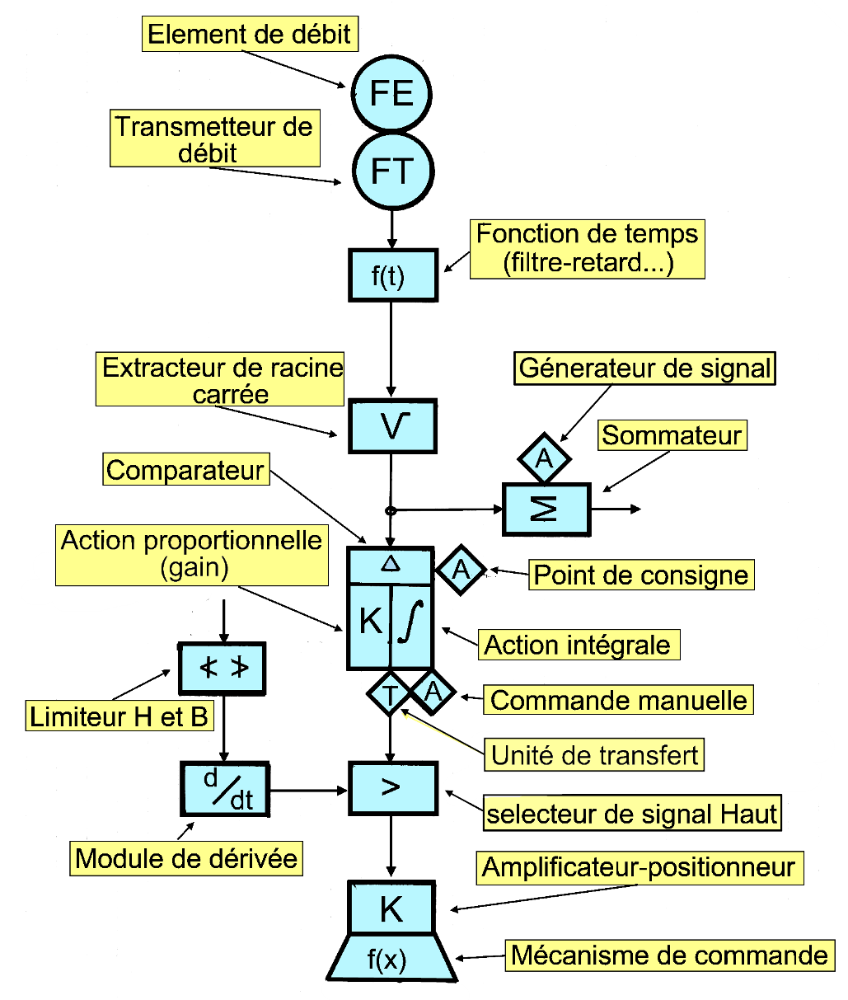 Element de débit
FE
Transmetteur de
débit
FT
Fonction de temps
(filtre-retard...)
f(t)
Extracteur de racine
carrée
√
Génerateur de signal
A
Sommateur
Σ
Comparateur
Action proportionnelle
(gain)
Δ
A
Point de consigne
K
∫
Action intégrale
< >
Limiteur H et B
T
A
Commande manuelle
Unité de transfert
d/dt
>
selecteur de signal Haut
Module de dérivée
Amplificateur-positionneur
K
f(x)
Mécanisme de commande